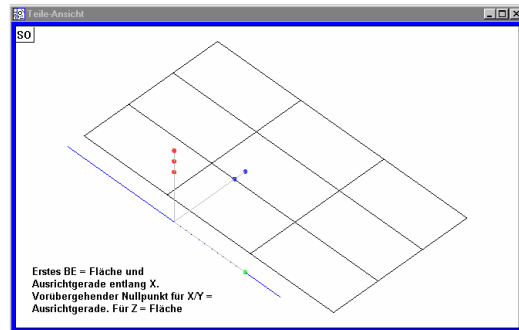 Teile-Ansicht
SO
Erstes BE = Fläche und
Ausrichtgerade entlang X.
Vorübergehender Nullpunkt für X/Y =
Ausrichtgerade. Für Z = Fläche